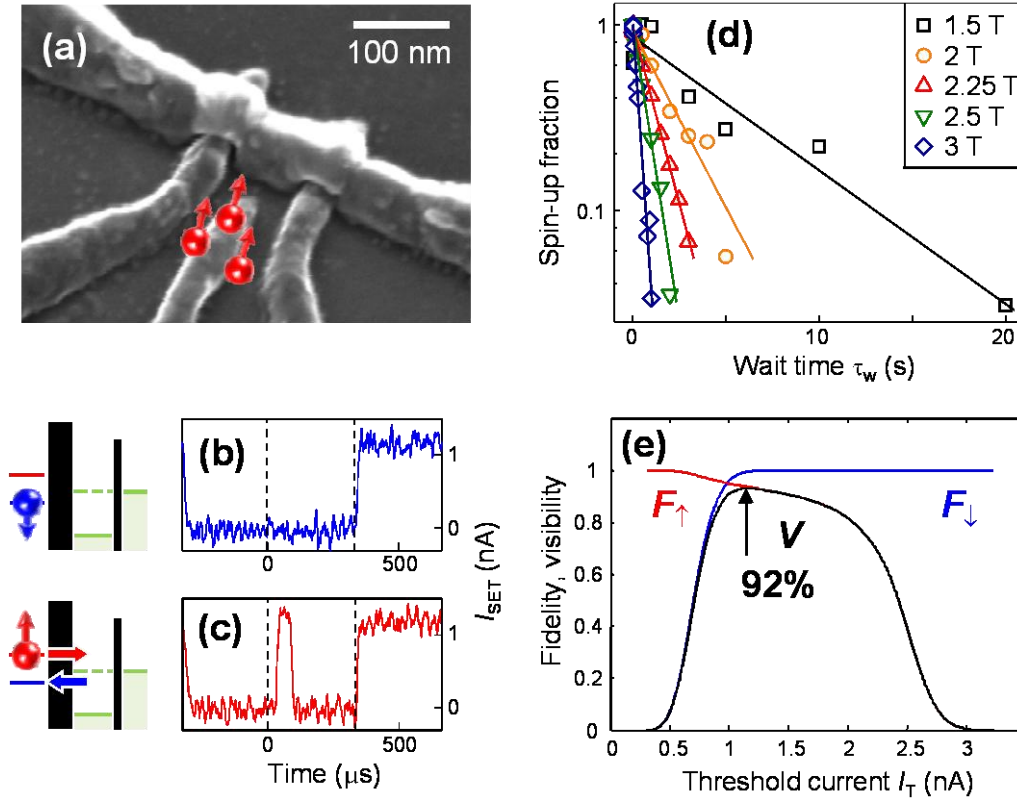 (a)
100 nm
(d)
1.5 T
2 T
2.25 T
2.5 T
3 T
Spin-up fraction
1
0.1
0
10
20
Wait time τw (s)
(b)
1
0
0
500
(c)
1
0
0
500
ISET (nA)
Time (μs)
(e)
F↑
F↓
V
92%
Fidelity, visibility
1
0.8
0.6
0.4
0.2
0
0
0.5
1
1.5
2
2.5
3
Threshold current IT (nA)